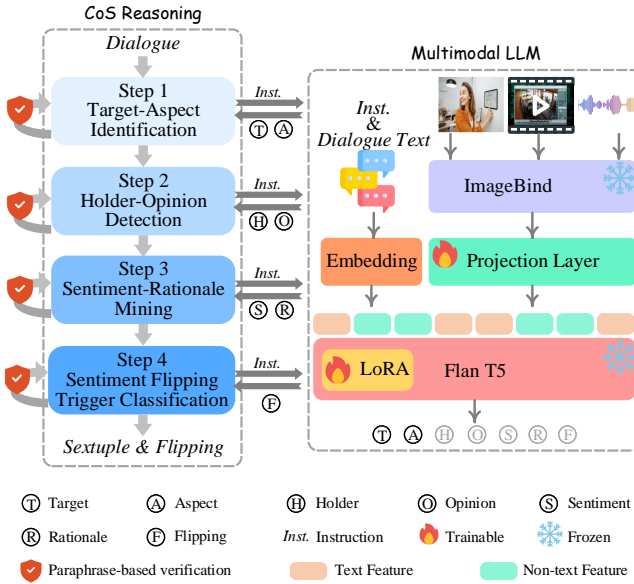 CoS Reasoning
Dialogue
Step 1
Target-Aspect
Identification
Inst.
T A
Step 2
Holder-Opinion
Detection
Inst.
H O
Step 3
Sentiment-Rationale
Mining
Inst.
S R
Step 4
Sentiment Flipping
Trigger Classification
Inst.
F
Sextuple & Flipping
Multimodal LLM
Inst.
&
Dialogue Text
ImageBind
Embedding
Projection Layer
LoRA
Flan T5
T A H O S R F
T Target
A Aspect
H Holder
O Opinion
S Sentiment
R Rationale
F Flipping
Inst. Instruction
Trainable
Frozen
Paraphrase-based verification
Text Feature
Non-text Feature